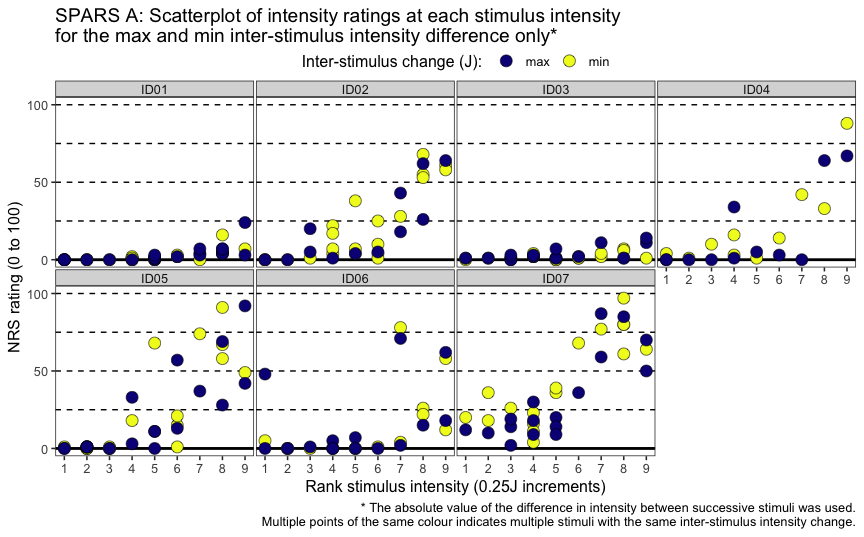 SPARS A: Scatterplot of intensity ratings at each stimulus intensity
for the max and min inter-stimulus intensity difference only*
Inter-stimulus change (J): max min
ID01 ID02 ID03 ID04
100
50
0
1 2 3 4 5 6 7 8 9
ID05 ID06 ID07
100
50
0
1 2 3 4 5 6 7 8 9 1 2 3 4 5 6 7 8 9 1 2 3 4 5 6 7 8 9
NRS rating (0 to 100)
Rank stimulus intensity (0.25J increments)
* The absolute value of the difference in intensity between successive stimuli was used.
Multiple points of the same colour indicates multiple stimuli with the same inter-stimulus intensity change.